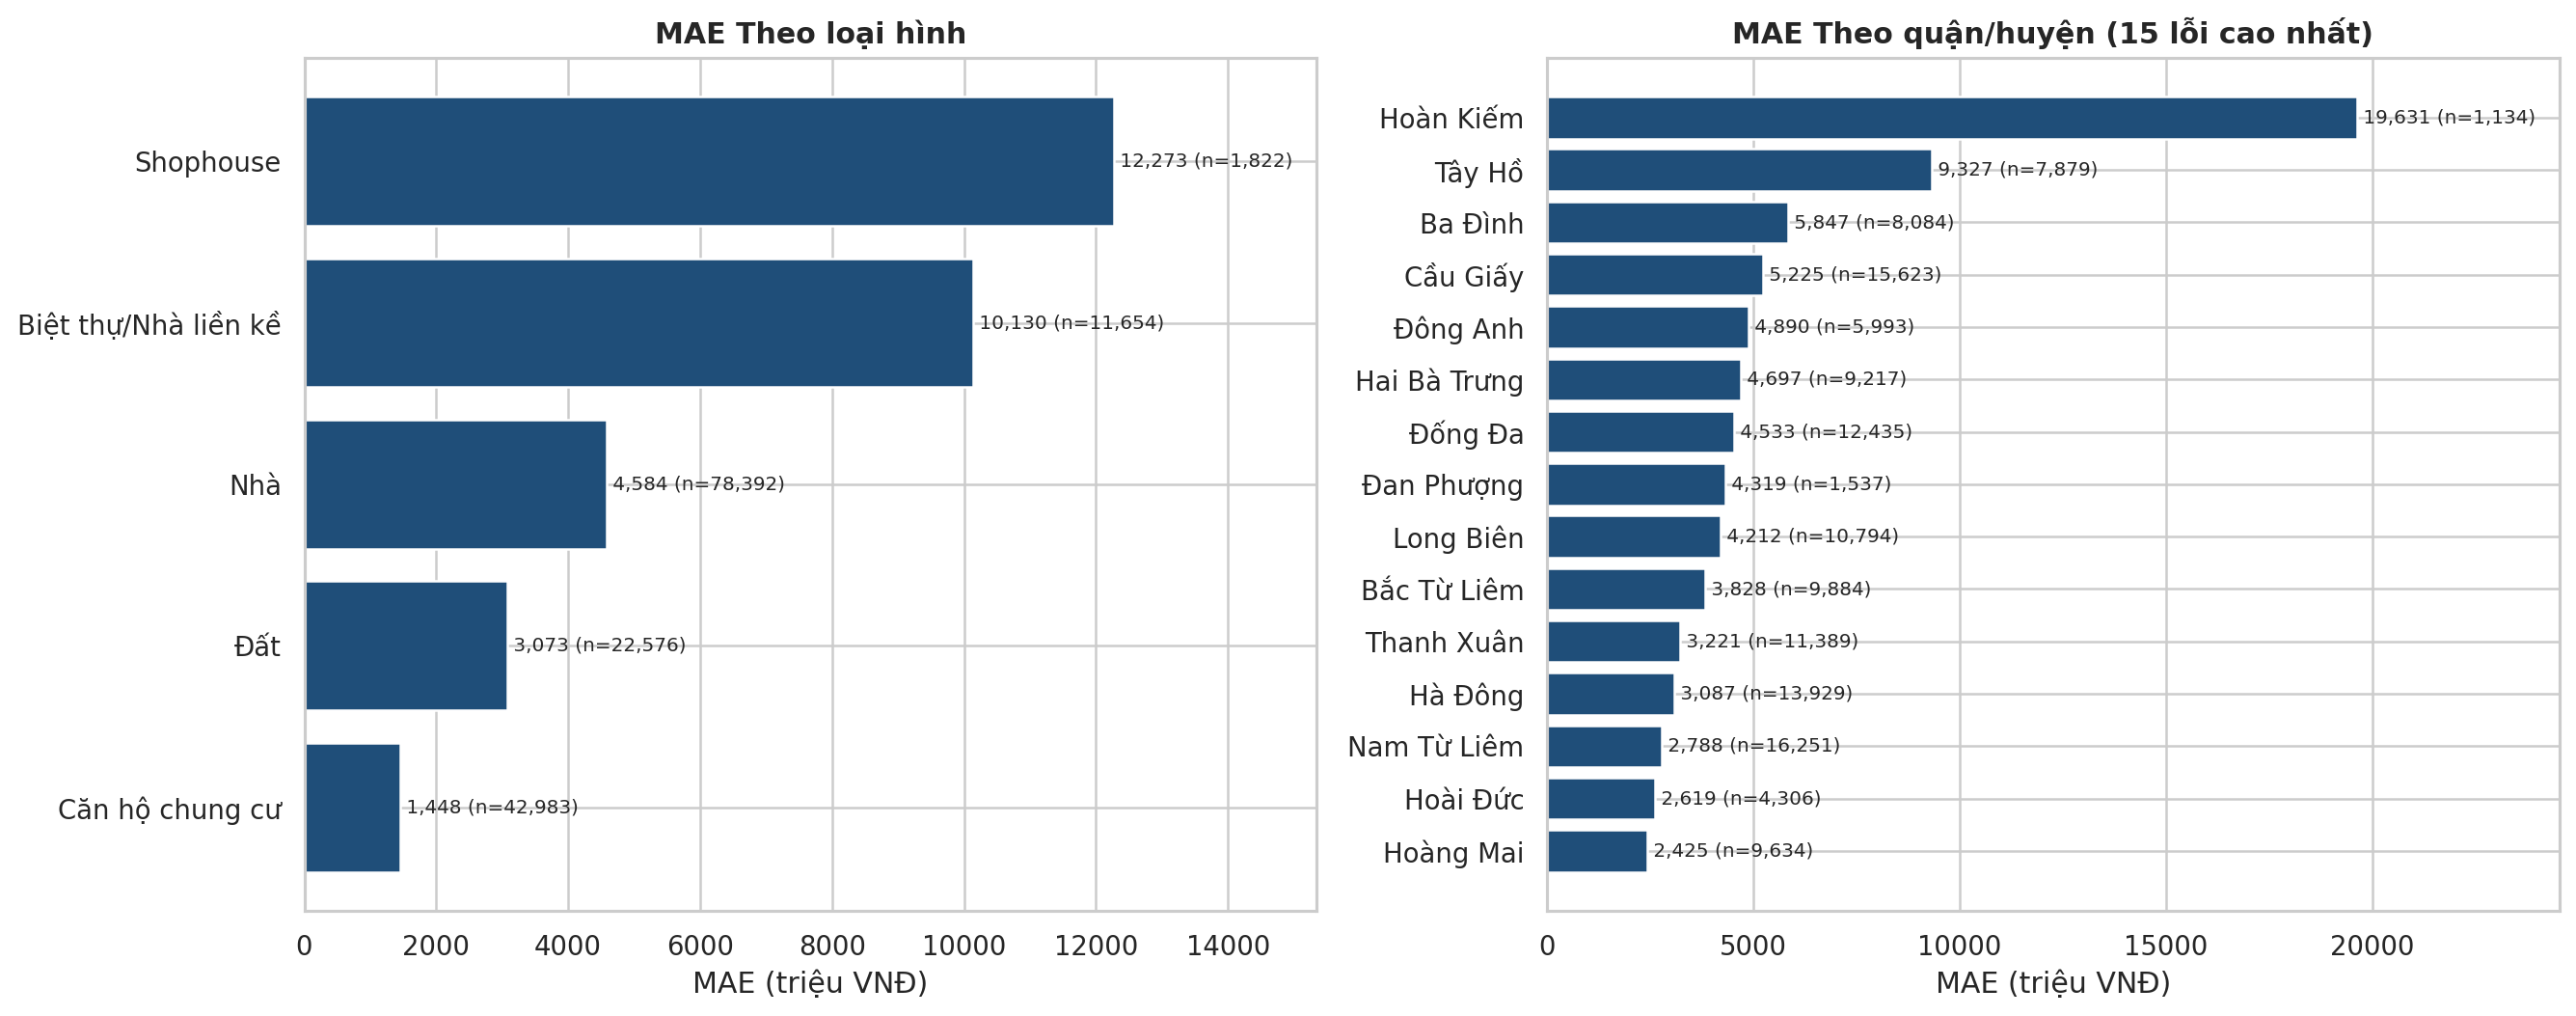 MAE Theo loại hình
Shophouse
12,273 (n=1,822)
Biệt thự/Nhà liền kề
10,130 (n=11,654)
Nhà
4,584 (n=78,392)
Đất
3,073 (n=22,576)
Căn hộ chung cư
1,448 (n=42,983)
0 2000 4000 6000 8000 10000 12000 14000
MAE (triệu VNĐ)
MAE Theo quận/huyện (15 lỗi cao nhất)
Hoàn Kiếm
19,631 (n=1,134)
Tây Hồ
9,327 (n=7,879)
Ba Đình
5,847 (n=8,084)
Cầu Giấy
5,225 (n=15,623)
Đông Anh
4,890 (n=5,993)
Hai Bà Trưng
4,697 (n=9,217)
Đống Đa
4,533 (n=12,435)
Đan Phượng
4,319 (n=1,537)
Long Biên
4,212 (n=10,794)
Bắc Từ Liêm
3,828 (n=9,884)
Thanh Xuân
3,221 (n=11,389)
Hà Đông
3,087 (n=13,929)
Nam Từ Liêm
2,788 (n=16,251)
Hoài Đức
2,619 (n=4,306)
Hoàng Mai
2,425 (n=9,634)
0 5000 10000 15000 20000
MAE (triệu VNĐ)